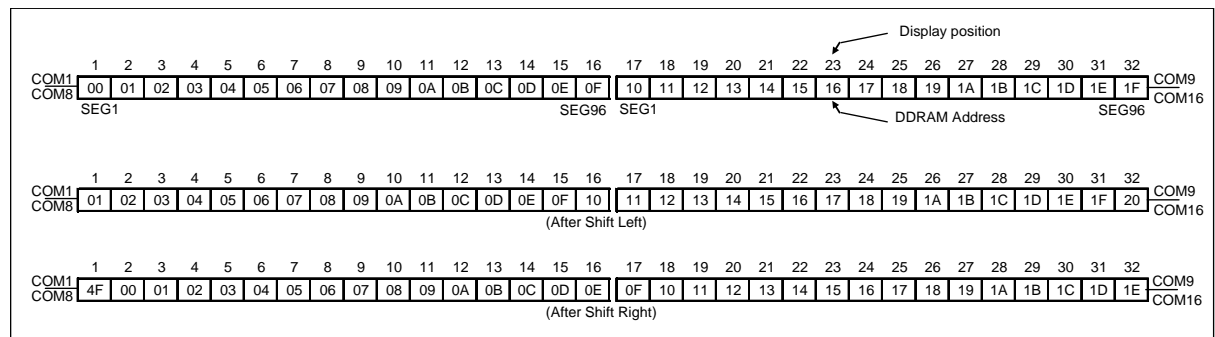 Display position
1 2 3 4 5 6 7 8 9 10 11 12 13 14 15 16 17 18 19 20 21 22 23 24 25 26 27 28 29 30 31 32
COM1 COM9
00 01 02 03 04 05 06 07 08 09 0A 0B 0C 0D 0E 0F 10 11 12 13 14 15 16 17 18 19 1A 1B 1C 1D 1E 1F
COM8 COM16
SEG1 SEG96 SEG1 SEG96
DDRAM Address
1 2 3 4 5 6 7 8 9 10 11 12 13 14 15 16 17 18 19 20 21 22 23 24 25 26 27 28 29 30 31 32
COM1 COM9
01 02 03 04 05 06 07 08 09 0A 0B 0C 0D 0E 0F 10 11 12 13 14 15 16 17 18 19 1A 1B 1C 1D 1E 1F 20
COM8 COM16
(After Shift Left)
1 2 3 4 5 6 7 8 9 10 11 12 13 14 15 16 17 18 19 20 21 22 23 24 25 26 27 28 29 30 31 32
COM1 COM9
4F 00 01 02 03 04 05 06 07 08 09 0A 0B 0C 0D 0E 0F 10 11 12 13 14 15 16 17 18 19 1A 1B 1C 1D 1E
COM8 COM16
(After Shift Right)